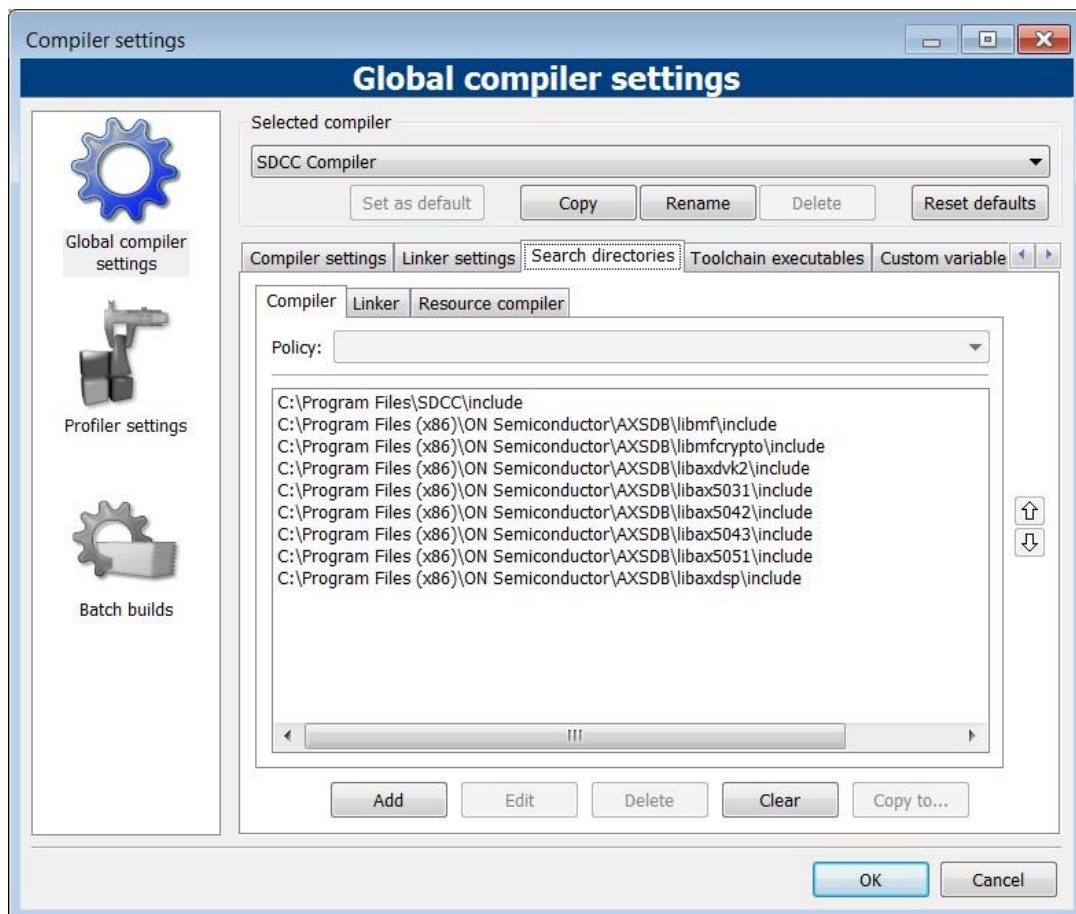 Compiler settings
Global compiler settings
Global compiler
settings
Profiler settings
Batch builds
Selected compiler
SDCC Compiler
Set as default Copy Rename Delete Reset defaults
Compiler settings Linker settings Search directories Toolchain executables Custom variable
Compiler Linker Resource compiler
Policy:
C:\Program Files\SDCC\include
C:\Program Files (x86)\ON Semiconductor\AXSDB\libmf\include
C:\Program Files (x86)\ON Semiconductor\AXSDB\libmfcrypto\include
C:\Program Files (x86)\ON Semiconductor\AXSDB\libaxdvk2\include
C:\Program Files (x86)\ON Semiconductor\AXSDB\libax5031\include
C:\Program Files (x86)\ON Semiconductor\AXSDB\libax5042\include
C:\Program Files (x86)\ON Semiconductor\AXSDB\libax5043\include
C:\Program Files (x86)\ON Semiconductor\AXSDB\libax5051\include
C:\Program Files (x86)\ON Semiconductor\AXSDB\libaxdsp\include
Add Edit Delete Clear Copy to...
OK Cancel